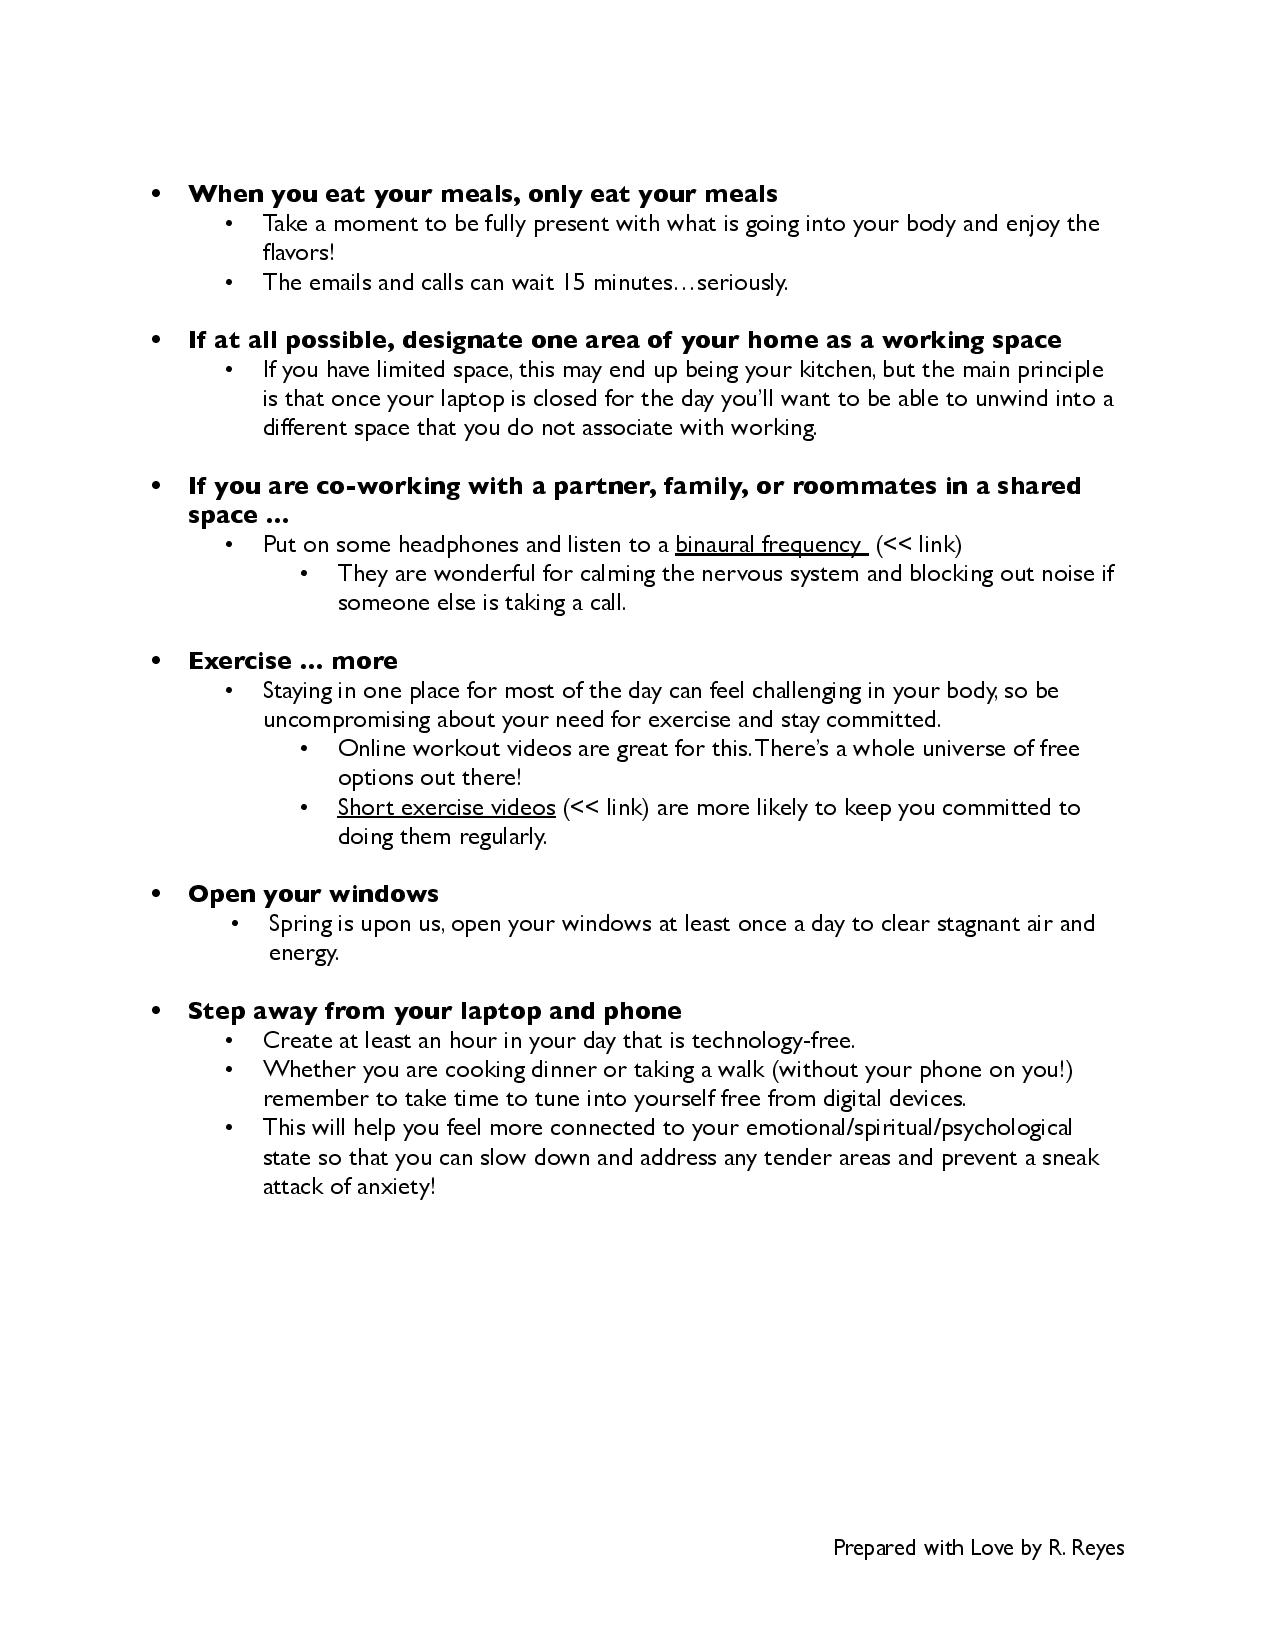 • When you eat your meals, only eat your meals
• Take a moment to be fully present with what is going into your body and enjoy the
flavors!
• The emails and calls can wait 15 minutes…seriously.
• If at all possible, designate one area of your home as a working space
• If you have limited space, this may end up being your kitchen, but the main principle
is that once your laptop is closed for the day you’ll want to be able to unwind into a
different space that you do not associate with working.
• If you are co-working with a partner, family, or roommates in a shared
space …
• Put on some headphones and listen to a binaural frequency (<< link)
• They are wonderful for calming the nervous system and blocking out noise if
someone else is taking a call.
• Exercise … more
• Staying in one place for most of the day can feel challenging in your body, so be
uncompromising about your need for exercise and stay committed.
• Online workout videos are great for this. There’s a whole universe of free
options out there!
• Short exercise videos (<< link) are more likely to keep you committed to
doing them regularly.
• Open your windows
• Spring is upon us, open your windows at least once a day to clear stagnant air and
energy.
• Step away from your laptop and phone
• Create at least an hour in your day that is technology-free.
• Whether you are cooking dinner or taking a walk (without your phone on you!)
remember to take time to tune into yourself free from digital devices.
• This will help you feel more connected to your emotional/spiritual/psychological
state so that you can slow down and address any tender areas and prevent a sneak
attack of anxiety!
Prepared with Love by R. Reyes